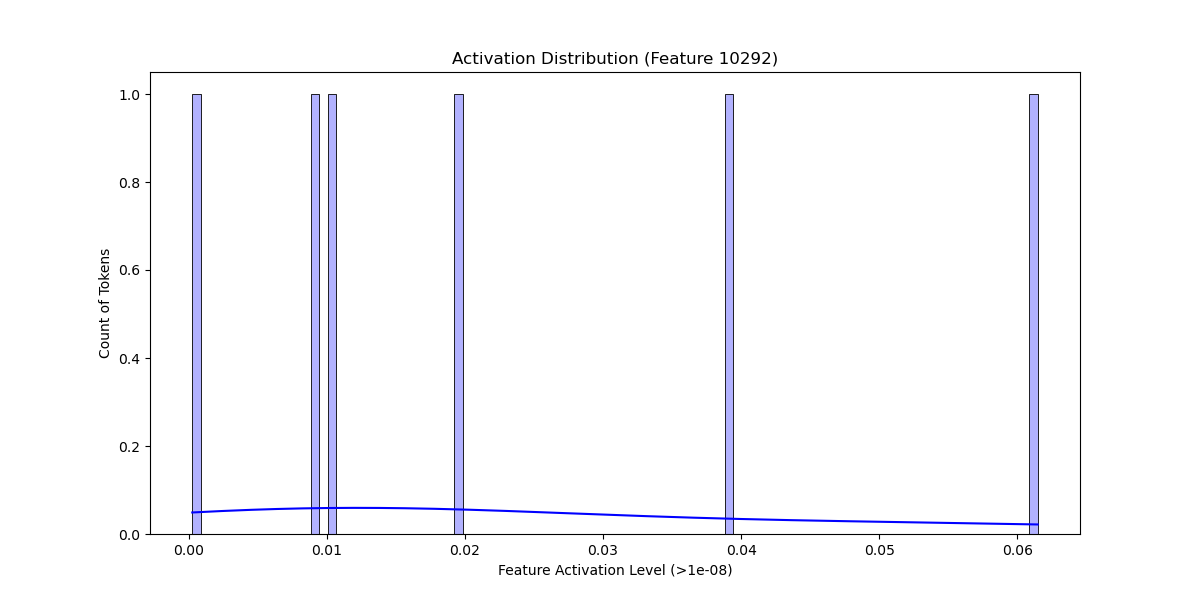 Activation Distribution (Feature 10292)
1.0
0.8
0.6
0.4
0.2
0.0
Count of Tokens
0.00 0.01 0.02 0.03 0.04 0.05 0.06
Feature Activation Level (>1e-08)